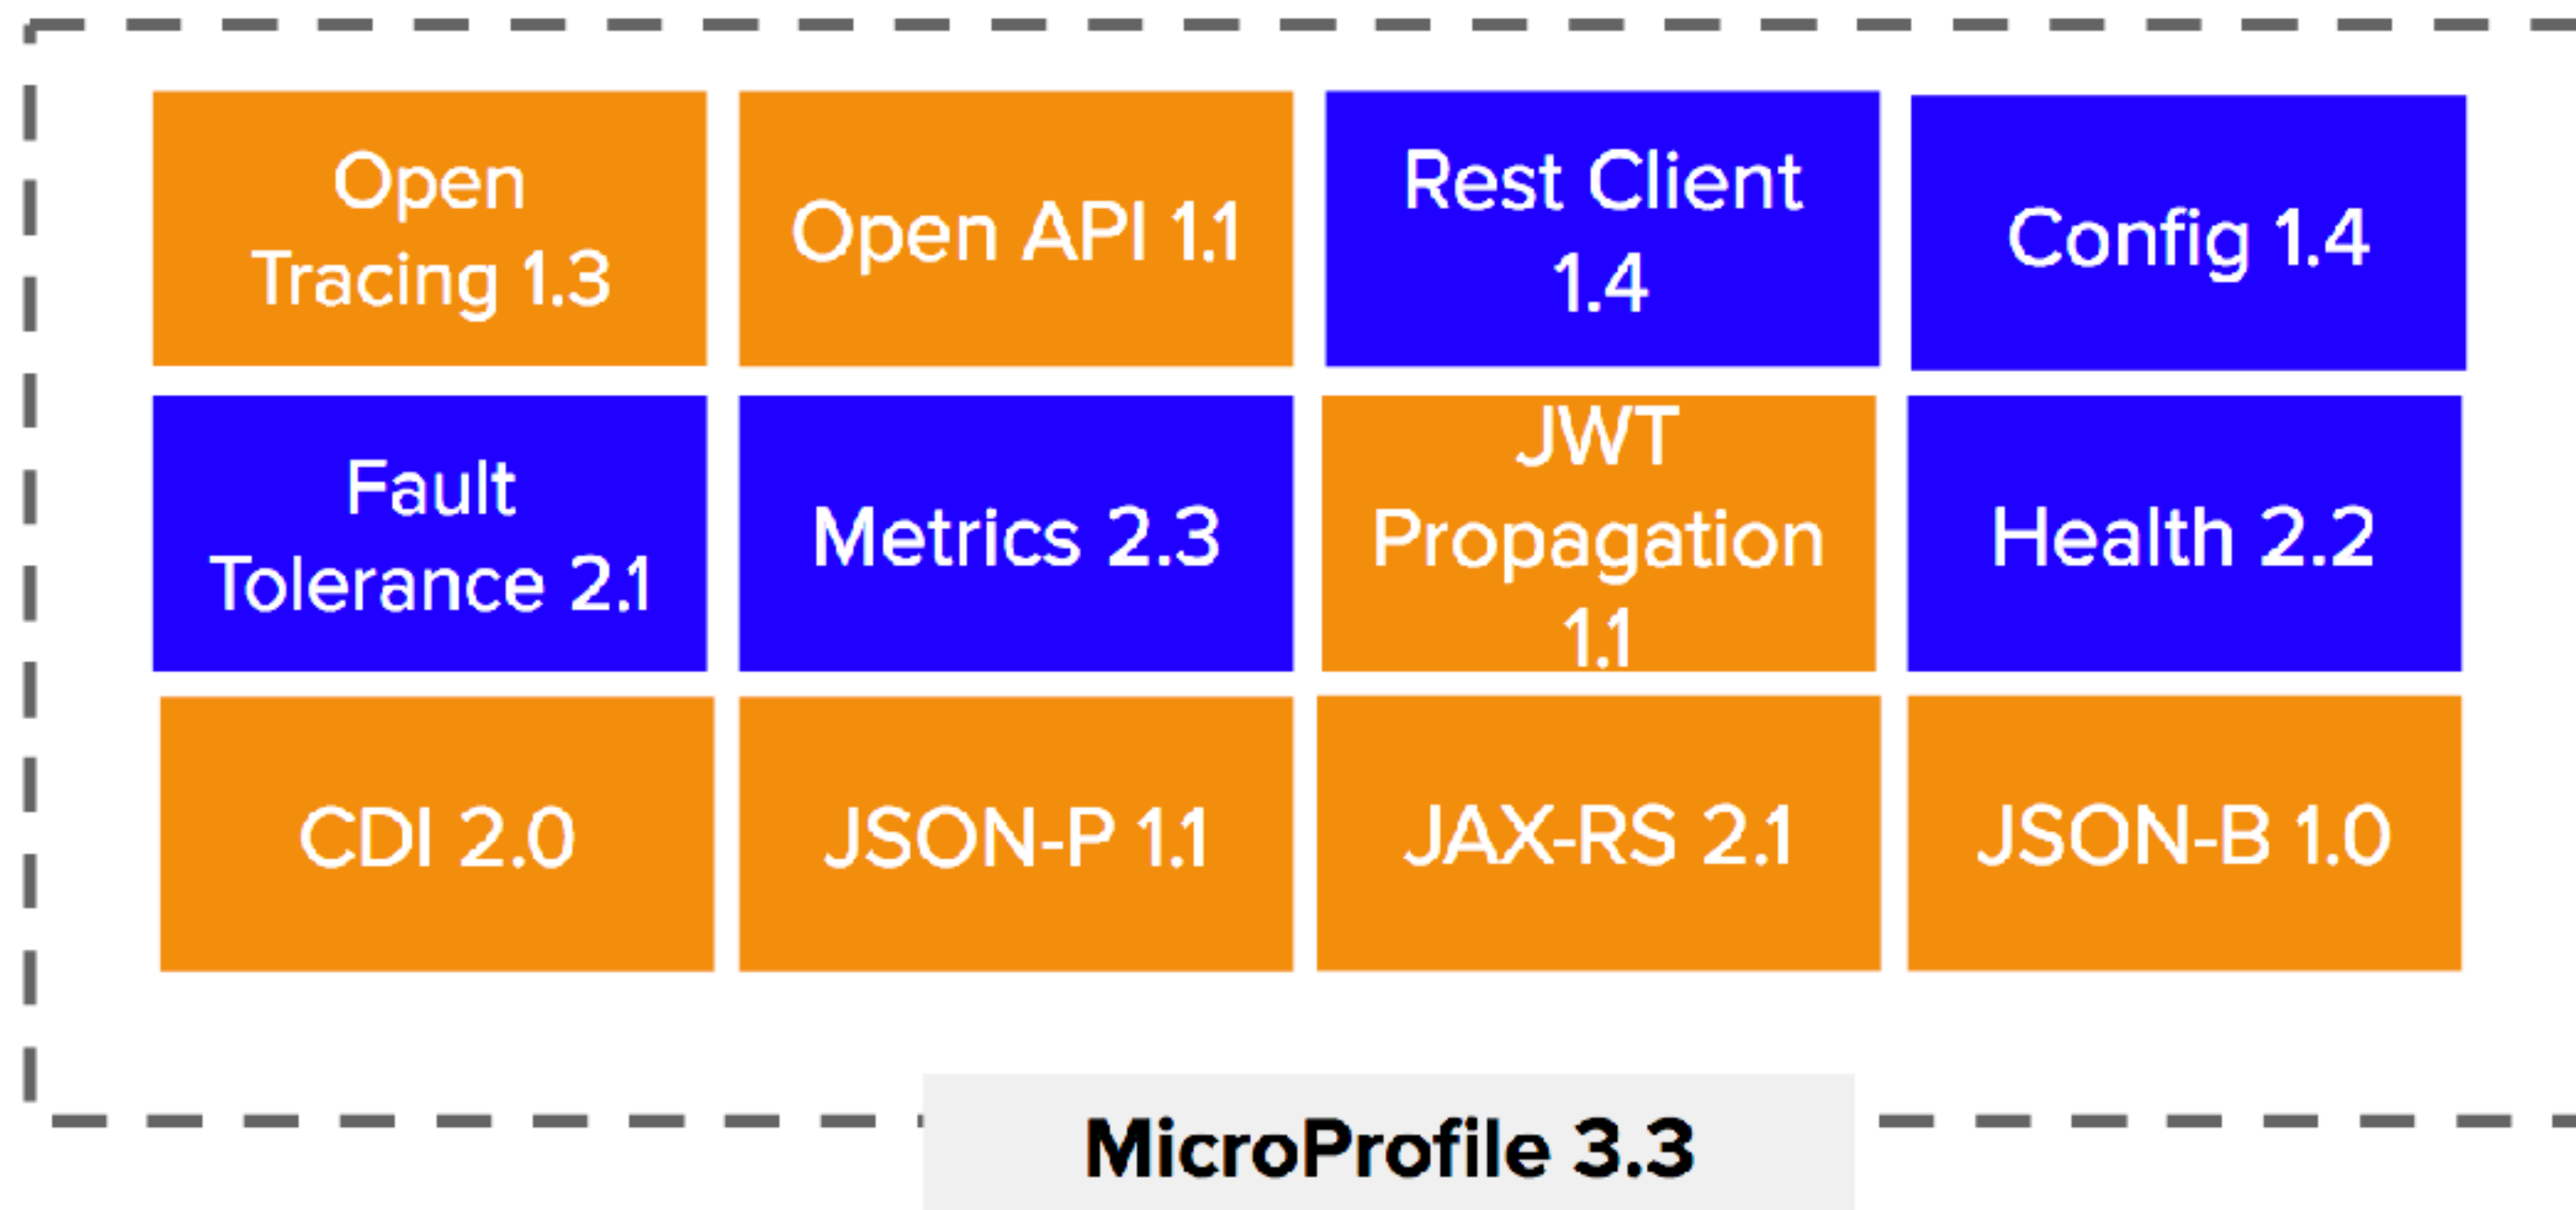 Open
Tracing 1.3
Open API 1.1
Rest Client
1.4
Config 1.4
Fault
Tolerance 2.1
Metrics 2.3
JWT
Propagation
1.1
Health 2.2
CDI 2.0
JSON-P 1.1
JAX-RS 2.1
JSON-B 1.0
MicroProfile 3.3